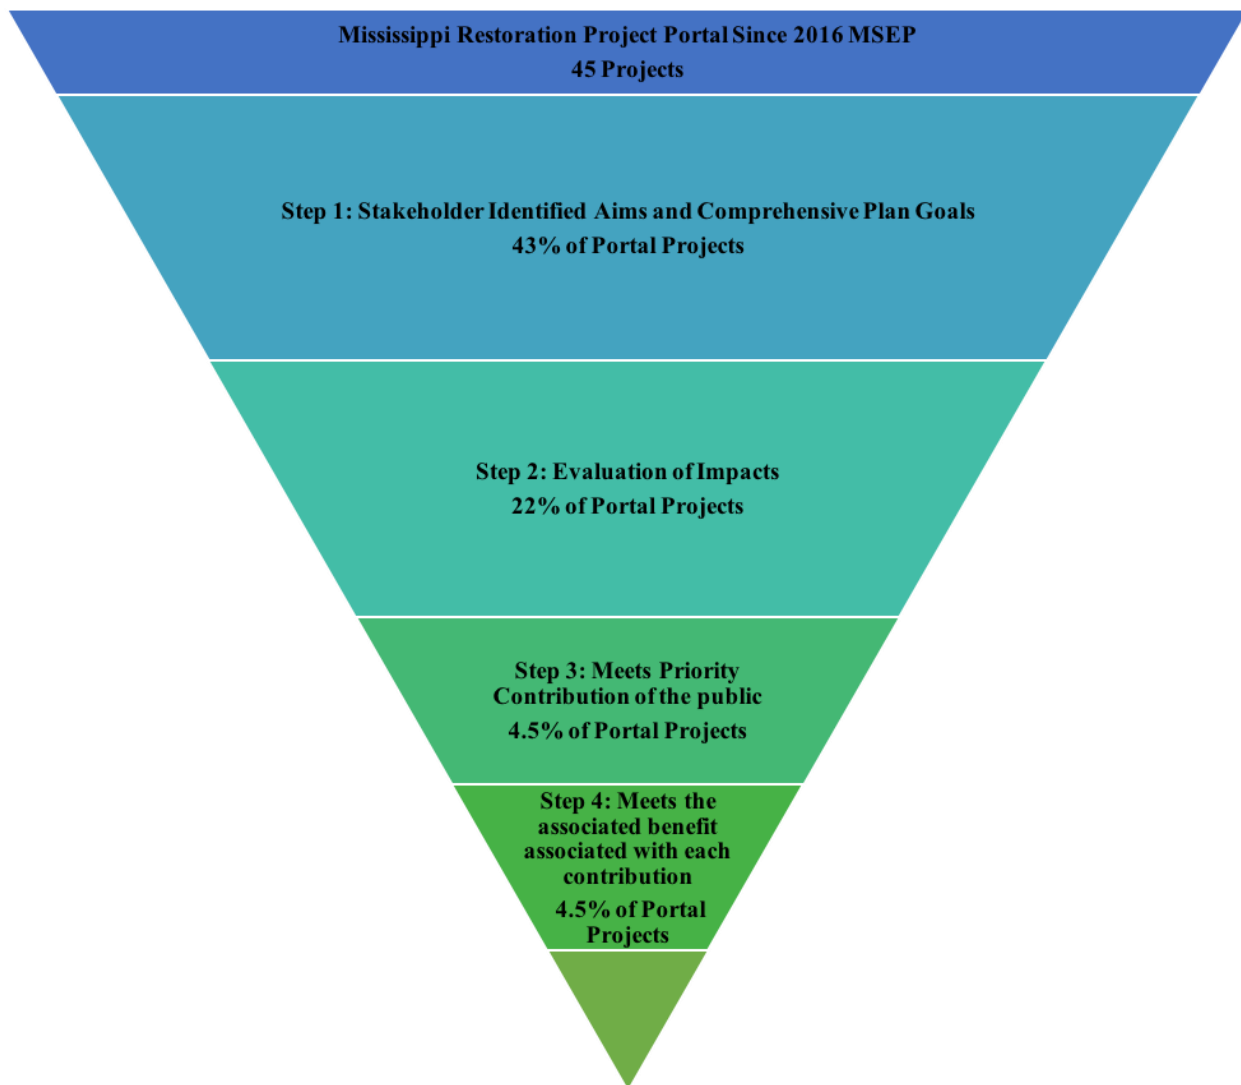 Mississippi Restoration Project Portal Since 2016 MSEP
45 Projects
Step 1: Stakeholder Identified Aims and Comprehensive Plan Goals
43% of Portal Projects
Step 2: Evaluation of Impacts
22% of Portal Projects
Step 3: Meets Priority
Contribution of the public
4.5% of Portal Projects
Step 4: Meets the
associated benefit
associated with each
contribution
4.5% of Portal
Projects